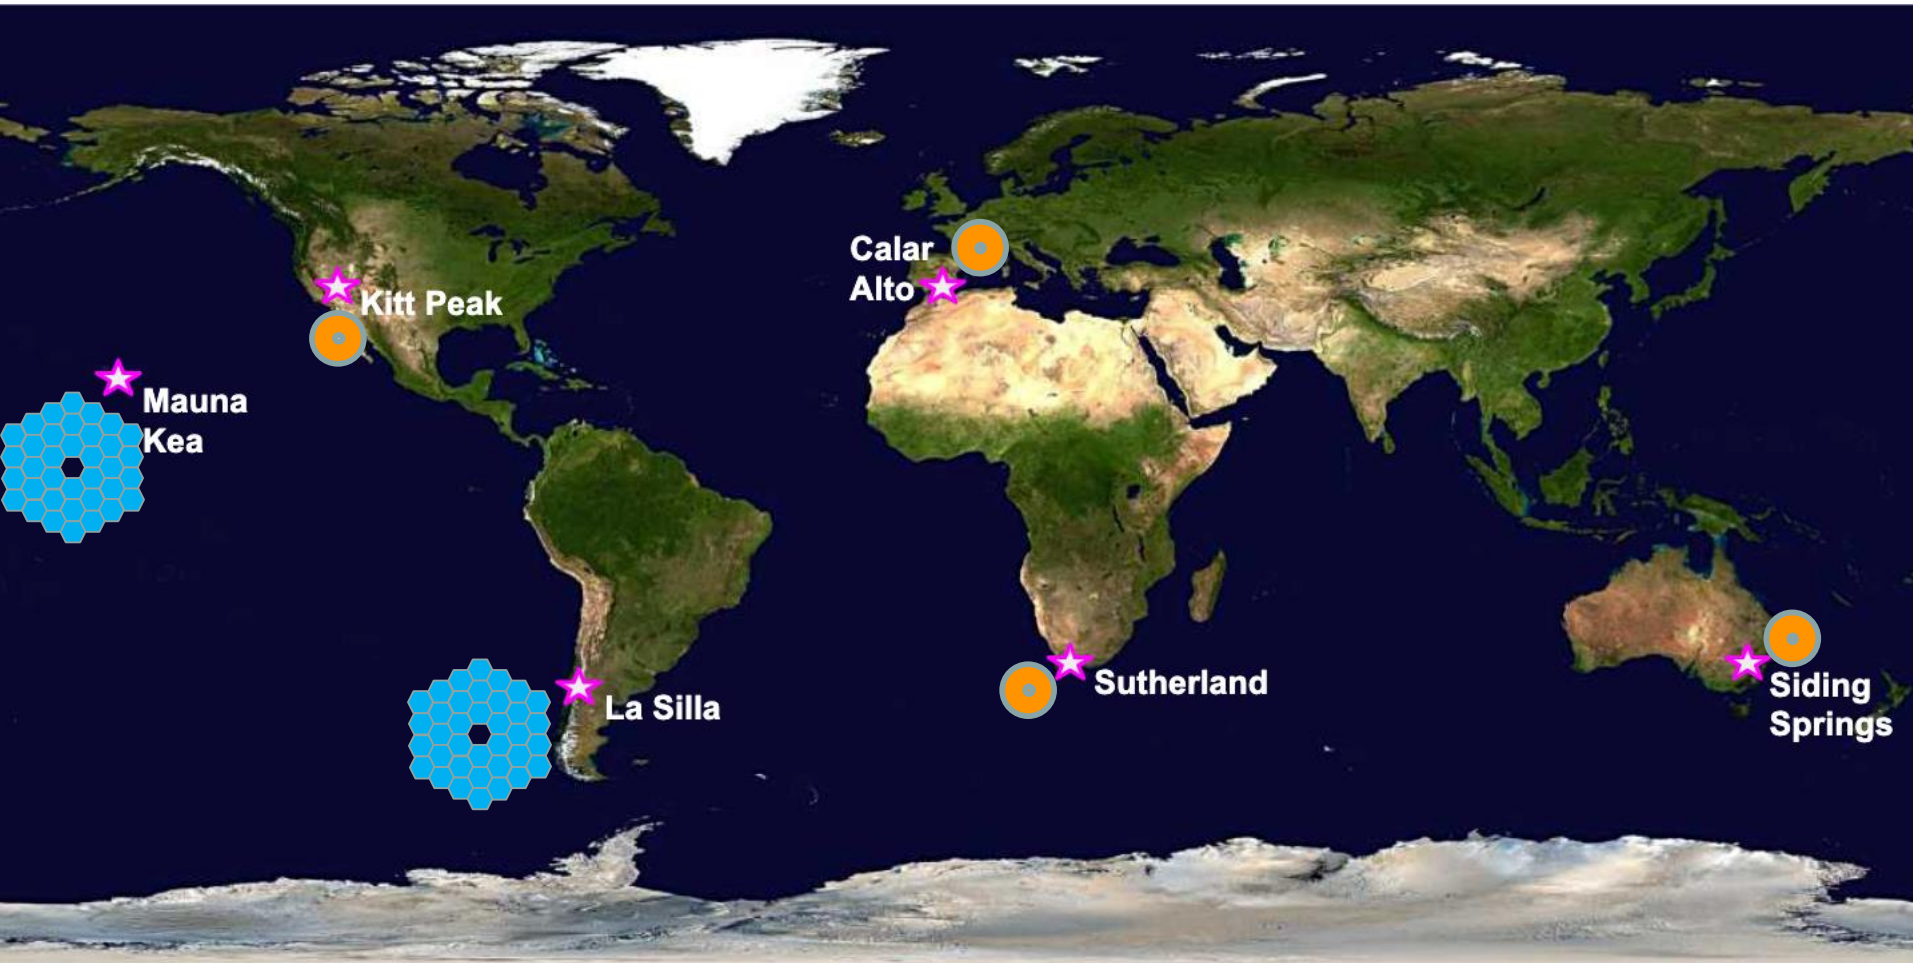 Calar
Alto
Kitt Peak
Mauna
Kea
Sutherland
La Silla
Siding
Springs